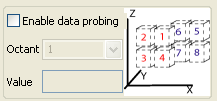 Enable data probing
Octant 1
Value
Z
2 1 6 5
3 4 7 8
Y
X